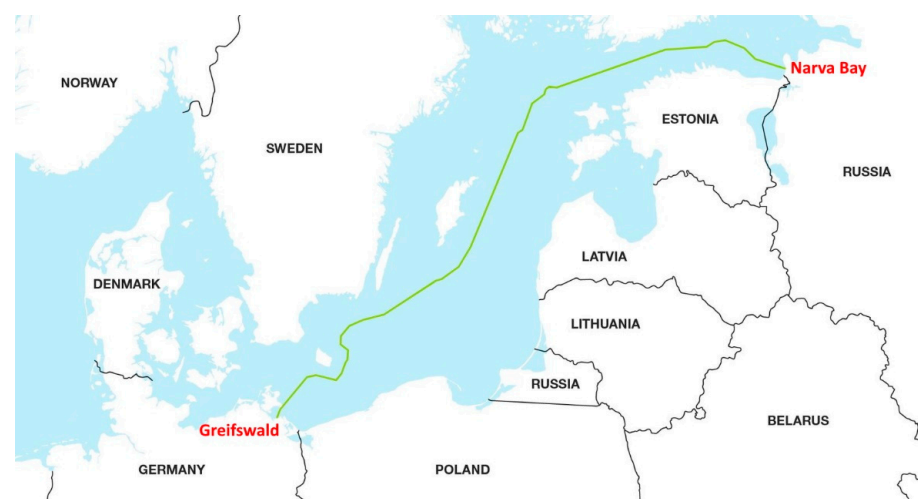 NORWAY
Narva Bay
ESTONIA
SWEDEN
RUSSIA
LATVIA
DENMARK
LITHUANIA
RUSSIA
BELARUS
Greifswald
GERMANY
POLAND